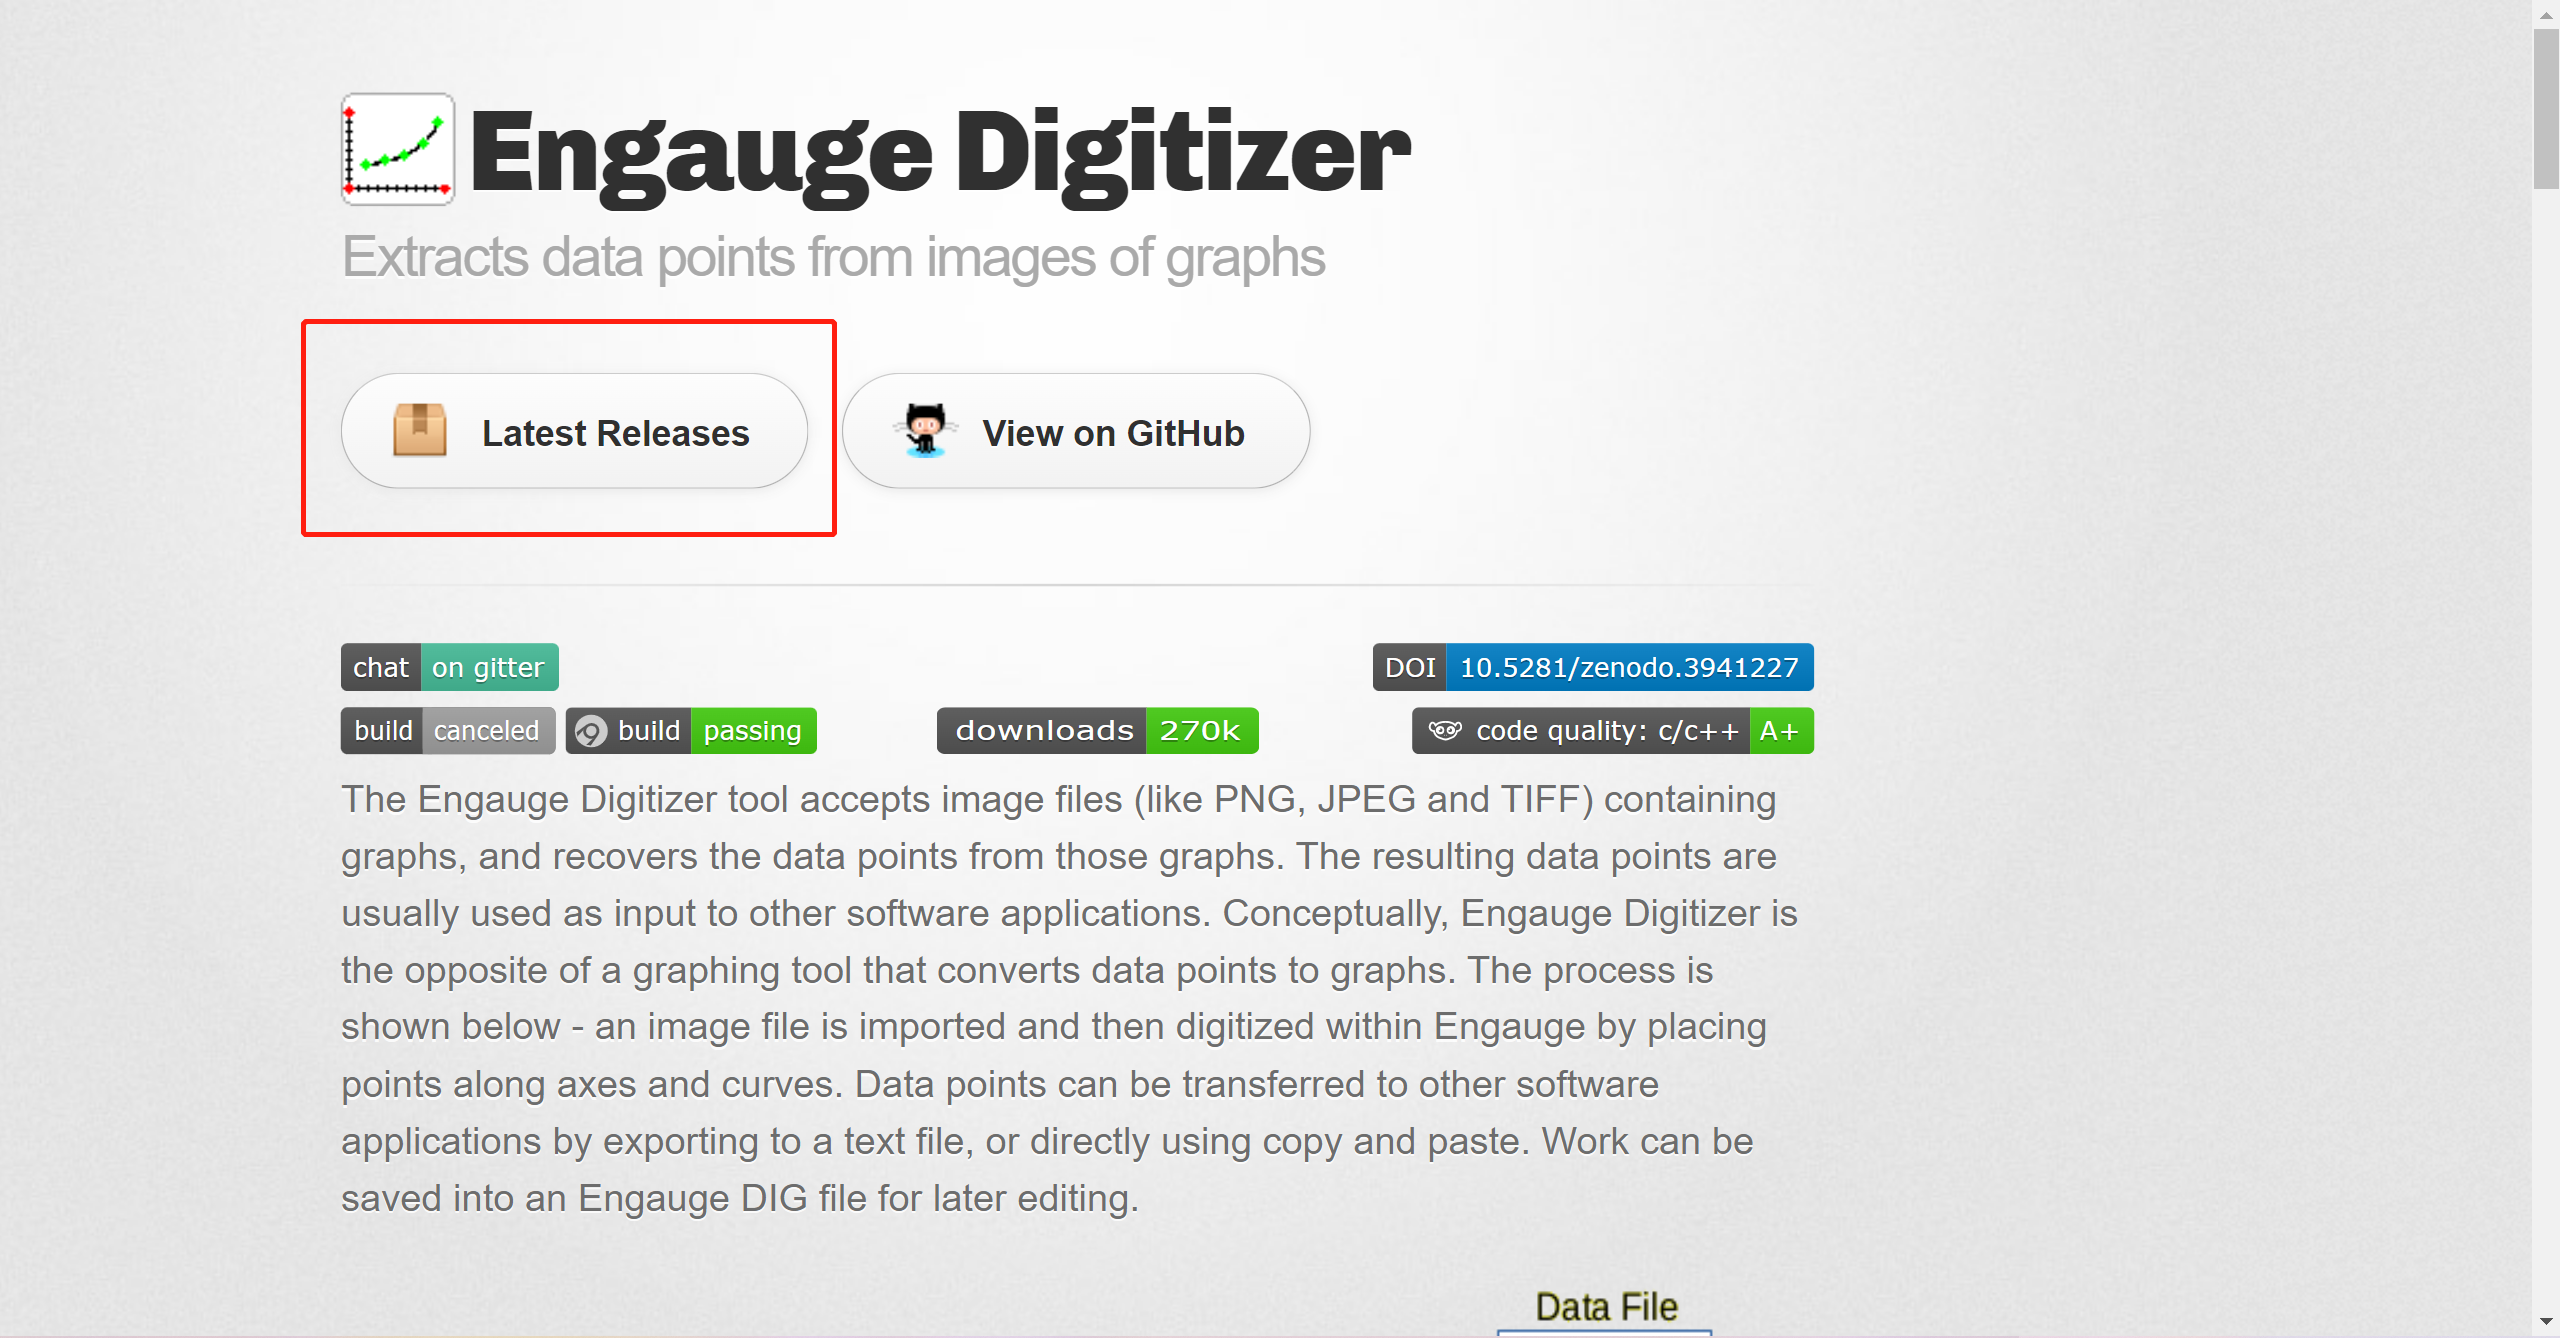 Engauge Digitizer
Extracts data points from images of graphs
Latest Releases
View on GitHub
chat on gitter
DOI 10.5281/zenodo.3941227
build canceled
build passing
downloads 270k
code quality: c/c++ A+
The Engauge Digitizer tool accepts image files (like PNG, JPEG and TIFF) containing
graphs, and recovers the data points from those graphs. The resulting data points are
usually used as input to other software applications. Conceptually, Engauge Digitizer is
the opposite of a graphing tool that converts data points to graphs. The process is
shown below - an image file is imported and then digitized within Engauge by placing
points along axes and curves. Data points can be transferred to other software
applications by exporting to a text file, or directly using copy and paste. Work can be
saved into an Engauge DIG file for later editing.
Data File